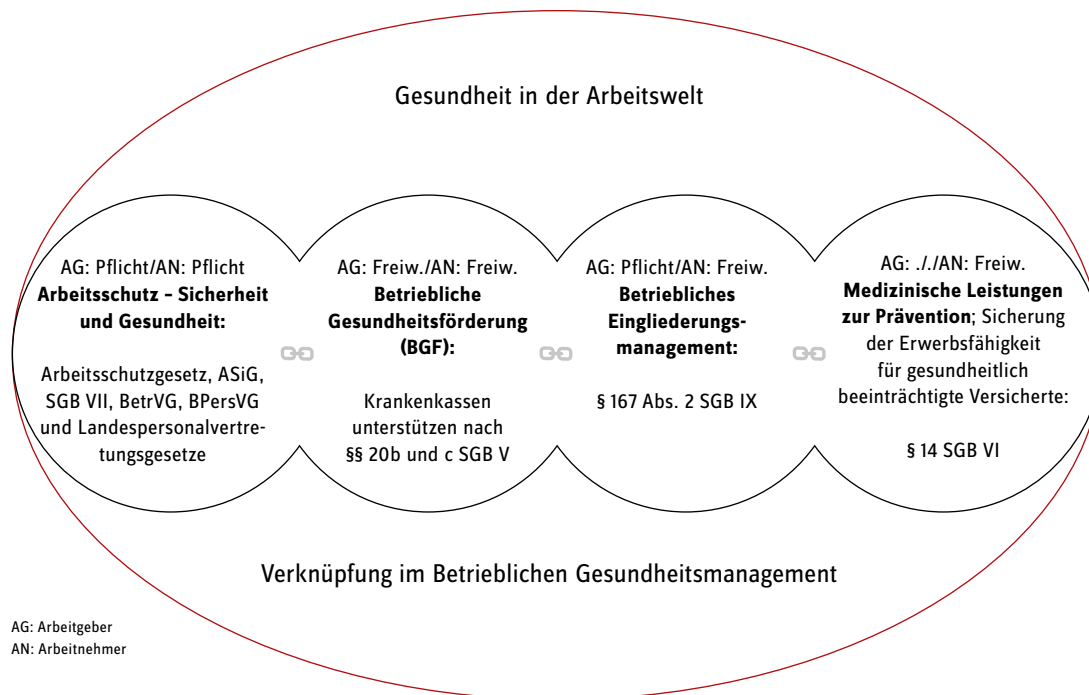 Gesundheit in der Arbeitswelt
AG: Pflicht/AN: Pflicht
Arbeitsschutz – Sicherheit
und Gesundheit:
Arbeitsschutzgesetz, ASiG,
SGB VII, BetrVG, BPersVG
und Landespersonalvertre-
tungsgesetze
AG: Freiw./AN: Freiw.
Betriebliche
Gesundheitsförderung
(BGF):
Krankenkassen
unterstützen nach
§§ 20b und c SGB V
AG: Pflicht/AN: Freiw.
Betriebliches
Eingliederungs-
management:
§ 167 Abs. 2 SGB IX
AG: ././AN: Freiw.
Medizinische Leistungen
zur Prävention; Sicherung
der Erwerbsfähigkeit
für gesundheitlich
beeinträchtigte Versicherte:
§ 14 SGB VI
Verknüpfung im Betrieblichen Gesundheitsmanagement
AG: Arbeitgeber
AN: Arbeitnehmer